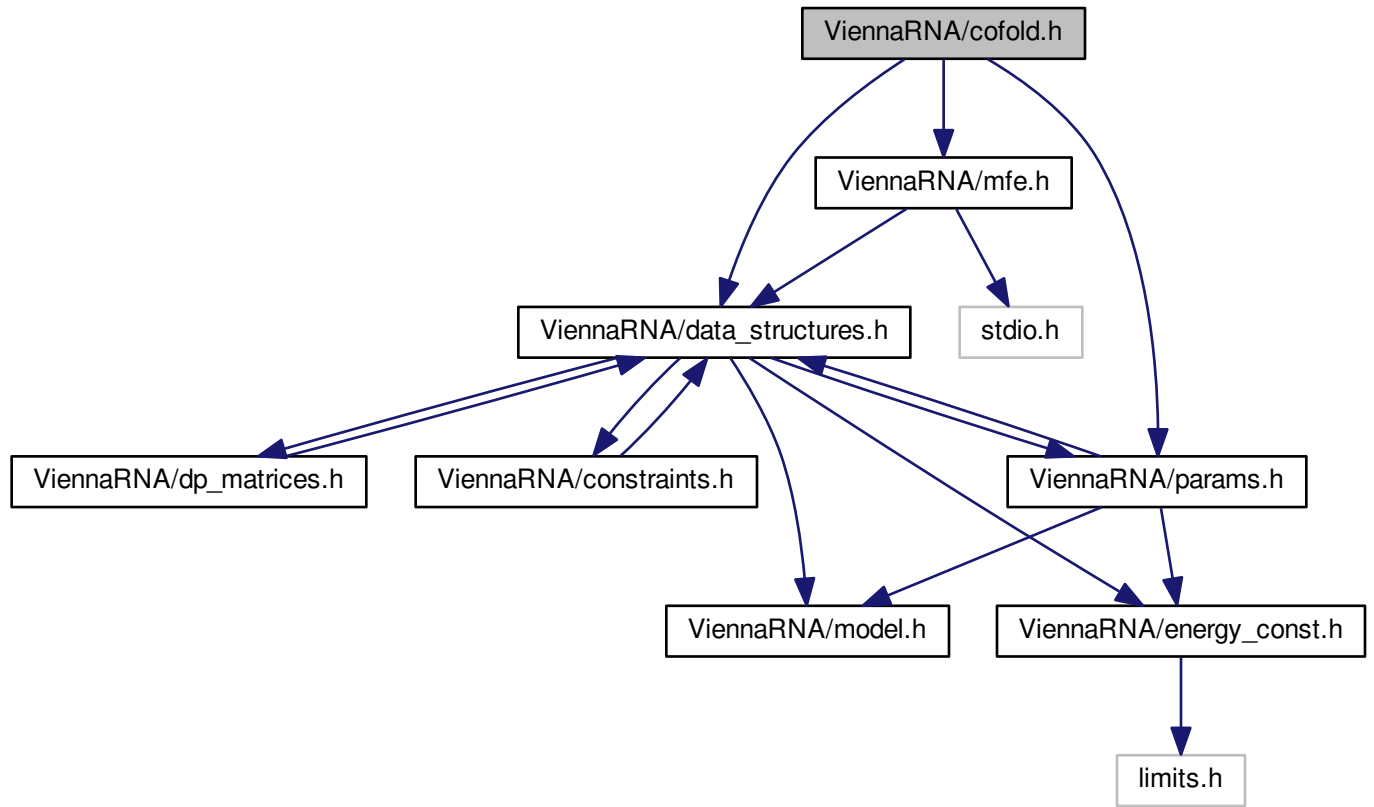 ViennaRNA/cofold.h
ViennaRNA/mfe.h
ViennaRNA/data_structures.h
stdio.h
ViennaRNA/dp_matrices.h
ViennaRNA/constraints.h
ViennaRNA/params.h
ViennaRNA/model.h
ViennaRNA/energy_const.h
limits.h